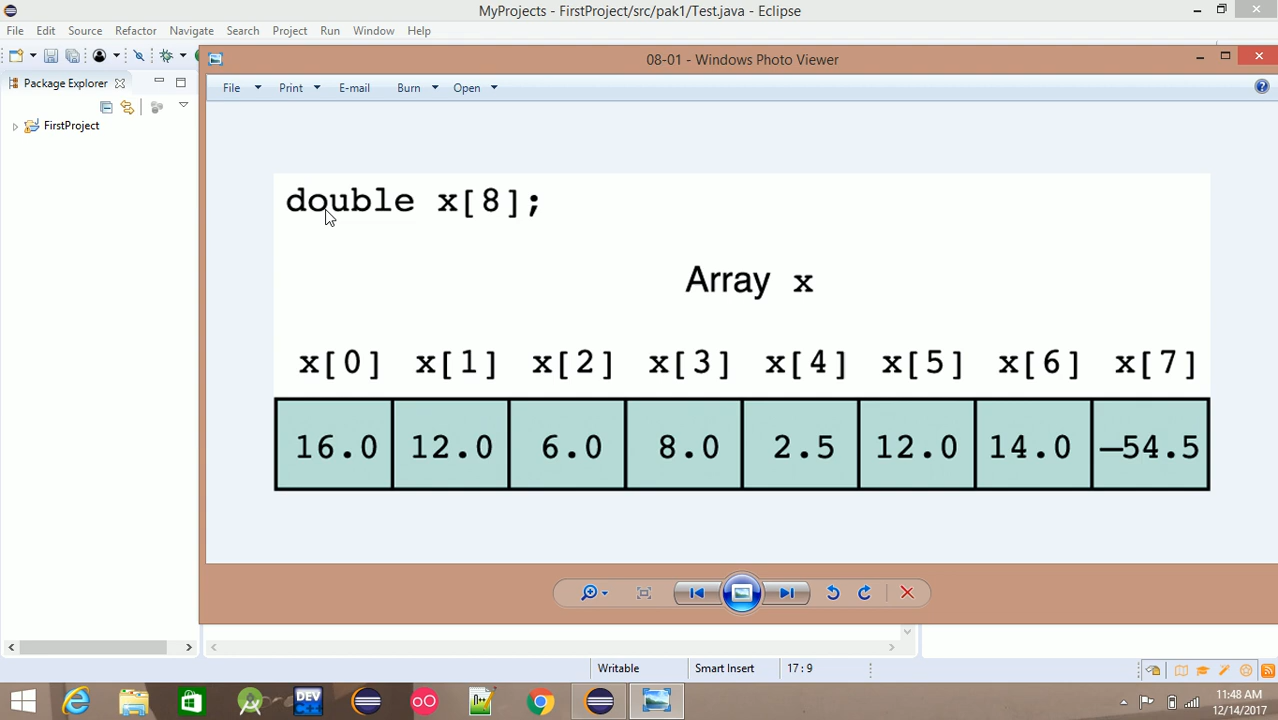 MyProjects - FirstProject/src/pak1/Test.java - Eclipse
File Edit Source Refactor Navigate Search Project Run Window Help
08-01 - Windows Photo Viewer
Package Explorer
File Print E-mail Burn Open
FirstProject
double x[8];
Array x
x[0] x[1] x[2] x[3] x[4] x[5] x[6] x[7]
16.0 12.0 6.0 8.0 2.5 12.0 14.0 –54.5
Writable Smart Insert 17 : 9
DEV
11:48 AM
12/14/2017